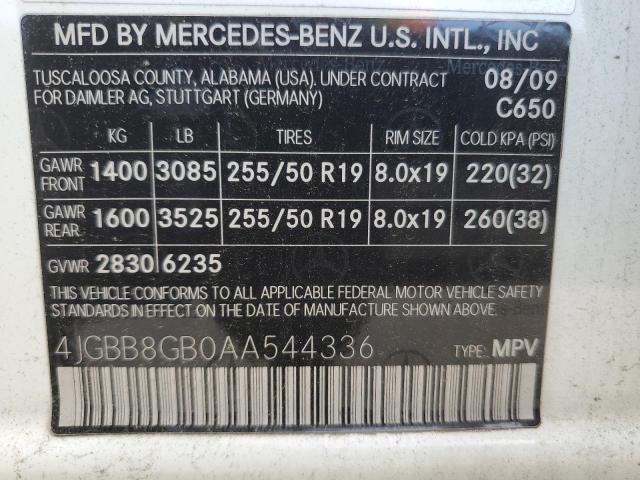 MFD BY MERCEDES-BENZ U.S. INTL., INC
TUSCALOOSA COUNTY, ALABAMA (USA). UNDER CONTRACT 08/09
FOR DAIMLER AG, STUTTGART (GERMANY) C650
KG LB TIRES RIM SIZE COLD KPA (PSI)
GAWR FRONT 1400 3085 255/50 R19 8.0x19 220(32)
GAWR REAR 1600 3525 255/50 R19 8.0x19 260(38)
GVWR 2830 6235
THIS VEHICLE CONFORMS TO ALL APPLICABLE FEDERAL MOTOR VEHICLE SAFETY
STANDARDS IN EFFECT ON THE DATE OF MANUFACTURE SHOWN ABOVE.
4JGBB8GB0AA544336 TYPE: MPV